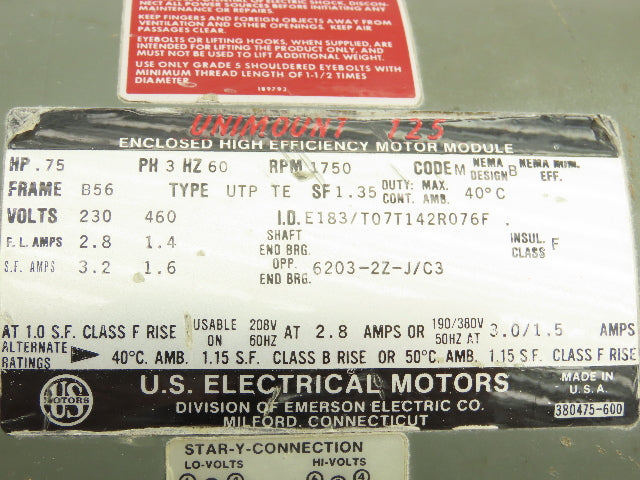 NECT ALL POWER SOURCES BEFORE INITIATING ANY
MAINTENANCE OR REPAIRS.
KEEP FINGERS AND FOREIGN OBJECTS AWAY FROM
VENTILATION AND OTHER OPENINGS. KEEP AIR
PASSAGES CLEAR.
EYEBOLTS OR LIFTING HOOKS, WHEN SUPPLIED, ARE
INTENDED FOR LIFTING THE PRODUCT ONLY, AND
MUST NOT BE USED TO LIFT ADDITIONAL WEIGHT.
USE ONLY GRADE 5 SHOULDERED EYEBOLTS WITH
MINIMUM THREAD LENGTH OF 1-1/2 TIMES
DIAMETER.
189793
UNIMOUNT 125
ENCLOSED HIGH EFFICIENCY MOTOR MODULE
HP .75 PH 3 HZ 60 RPM 1750 CODE M NEMA DESIGN B NEMA NOM. EFF.
FRAME B56 TYPE UTP TE SF 1.35 DUTY: MAX. CONT. AMB. 40°C
VOLTS 230 460 I.D. E183/T07T142R076F .
F.L. AMPS 2.8 1.4 SHAFT END BRG. INSUL. CLASS F
S.F. AMPS 3.2 1.6 OPP. END BRG. 6203-2Z-J/C3
AT 1.0 S.F. CLASS F RISE USABLE ON 208V 60HZ AT 2.8 AMPS OR 190/380V 50HZ AT 3.0/1.5 AMPS
ALTERNATE RATINGS 40°C. AMB. 1.15 S.F. CLASS B RISE OR 50°C. AMB. 1.15 S.F. CLASS F RISE
US MOTORS
U.S. ELECTRICAL MOTORS
DIVISION OF EMERSON ELECTRIC CO.
MILFORD, CONNECTICUT
MADE IN
U.S.A.
380475-600
STAR-Y-CONNECTION
LO-VOLTS HI-VOLTS